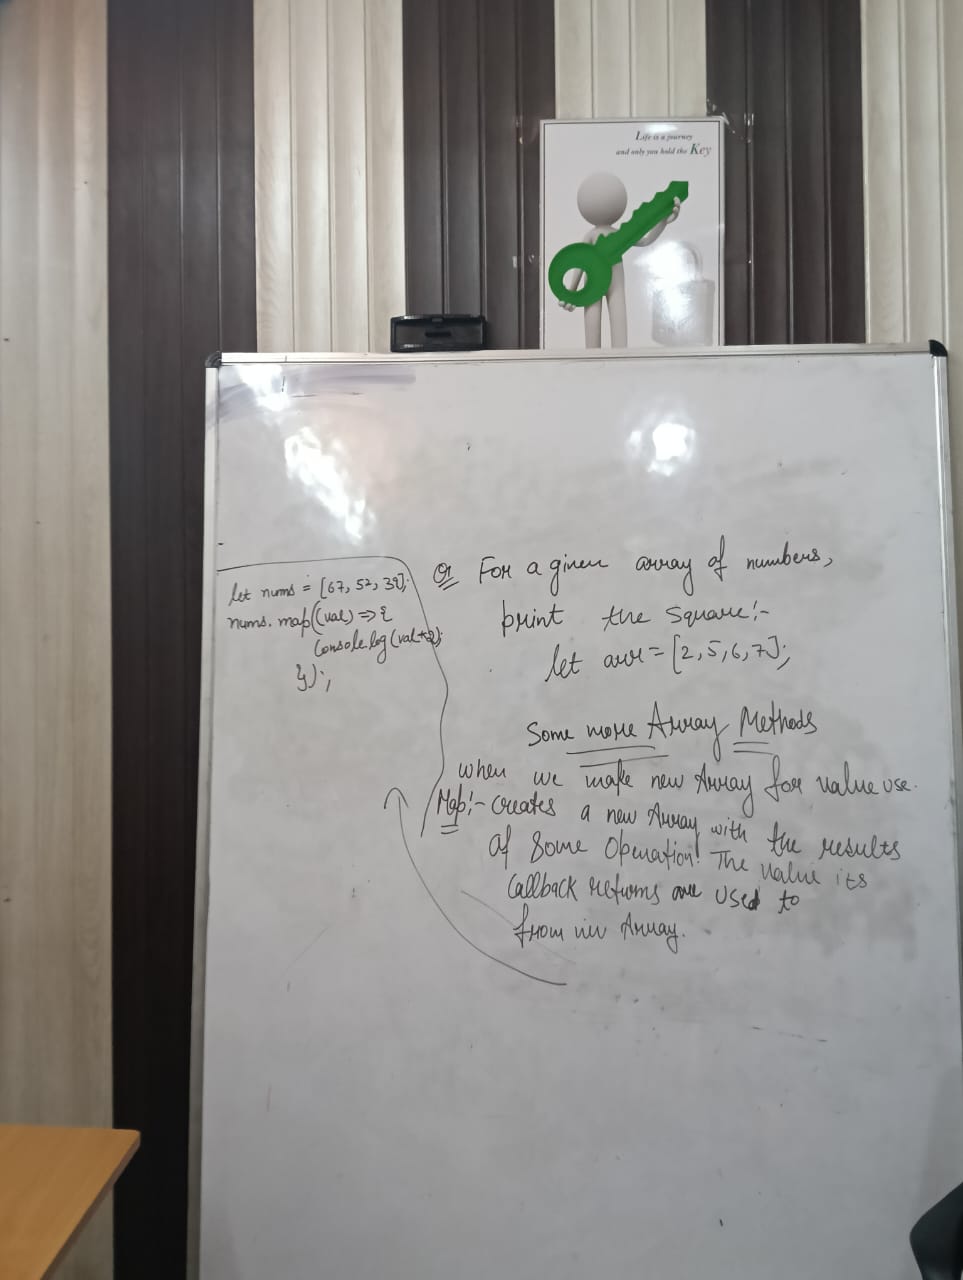 Life is a journey
and only you hold the Key
let nums = [67, 52, 39];
nums.map((val) => {
console.log(val*2);
});
Q For a given array of numbers,
print the square:-
let arr = [2,5,6,7];
Some more Array Methods
when we make new Array for value use.
Map:- creates a new Array with the results
of some operation. The value its
callback returns are used to
from new Array.